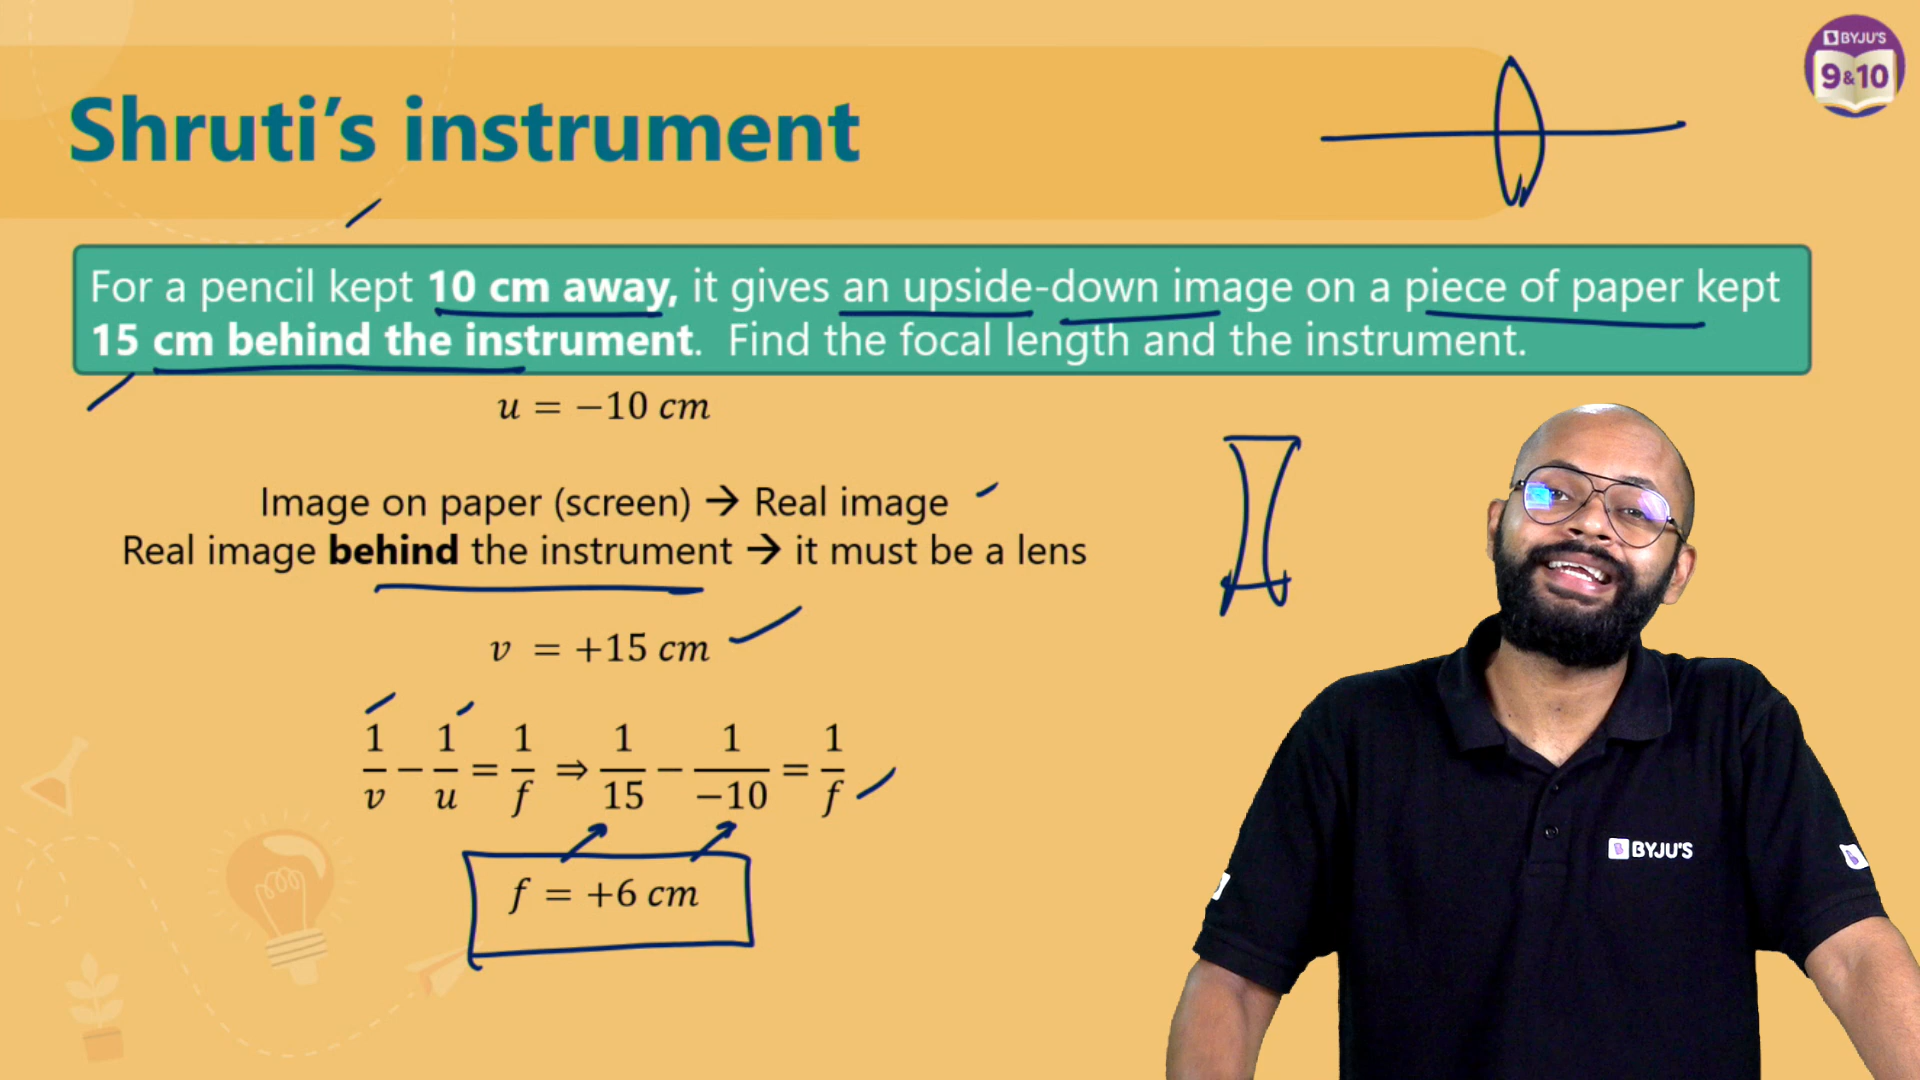 BYJU'S
9&10
Shruti's instrument
For a pencil kept 10 cm away, it gives an upside-down image on a piece of paper kept
15 cm behind the instrument. Find the focal length and the instrument.
u = −10 cm
Image on paper (screen) → Real image
Real image behind the instrument → it must be a lens
v = +15 cm
1/v − 1/u = 1/f ⇒ 1/15 − 1/−10 = 1/f
f = +6 cm
BYJU'S